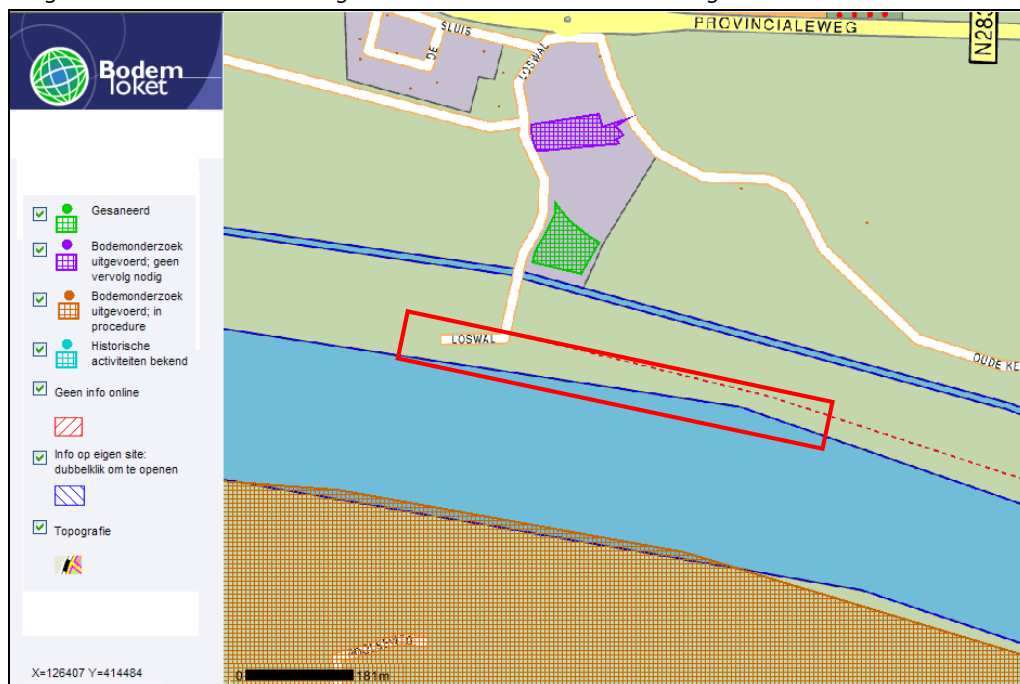 Bodem
loket
Gesaneerd
Bodemonderzoek
uitgevoerd; geen
vervolg nodig
Bodemonderzoek
uitgevoerd; in
procedure
Historische
activiteiten bekend
Geen info online
Info op eigen site:
dubbelklik om te openen
Topografie
X=126407 Y=414484
SLUIS
DE
LOSWAL
PROVINCIALEWEG
N283
LOSWAL
OUDE KE
0 181m